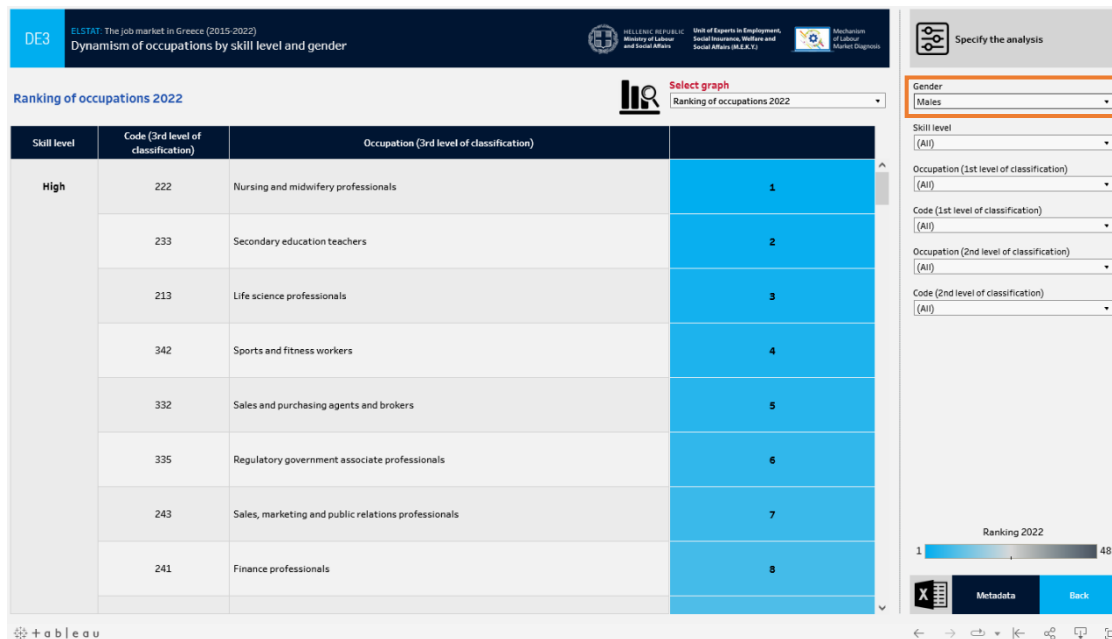 DE3
ELSTAT: The job market in Greece (2015-2022)
Dynamism of occupations by skill level and gender
HELLENIC REPUBLIC
Ministry of Labour
and Social Affairs
Unit of Experts in Employment,
Social Insurance, Welfare and
Social Affairs (M.E.K.Y.)
Mechanism
of Labour
Market Diagnosis
Specify the analysis
Ranking of occupations 2022
Select graph
Ranking of occupations 2022
Gender
Males
Skill level
(All)
Occupation (1st level of classification)
(All)
Code (1st level of classification)
(All)
Occupation (2nd level of classification)
(All)
Code (2nd level of classification)
(All)
Skill level
Code (3rd level of
classification)
Occupation (3rd level of classification)
High
222 Nursing and midwifery professionals 1
233 Secondary education teachers 2
213 Life science professionals 3
342 Sports and fitness workers 4
332 Sales and purchasing agents and brokers 5
335 Regulatory government associate professionals 6
243 Sales, marketing and public relations professionals 7
241 Finance professionals 8
Ranking 2022
1 48
X
Metadata
Back
+ableau